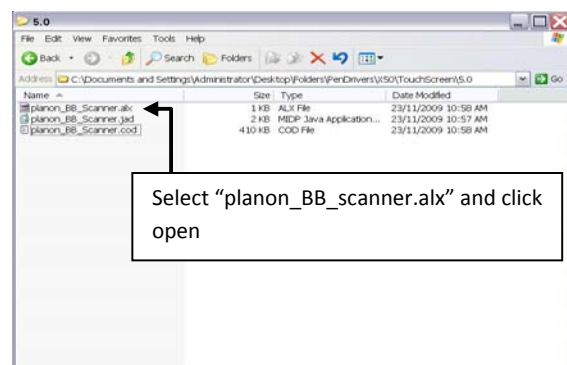 5.0
File Edit View Favorites Tools Help
Back Search Folders
Address C:\Documents and Settings\Administrator\Desktop\Folders\PenDrivers\X50\TouchScreen\5.0 Go
Name Size Type Date Modified
planon_BB_Scanner.alx 1 KB ALX File 23/11/2009 10:58 AM
planon_BB_Scanner.jad 2 KB MIDP Java Application... 23/11/2009 10:57 AM
planon_BB_Scanner.cod 410 KB COD File 23/11/2009 10:58 AM
Select “planon_BB_scanner.alx” and click
open